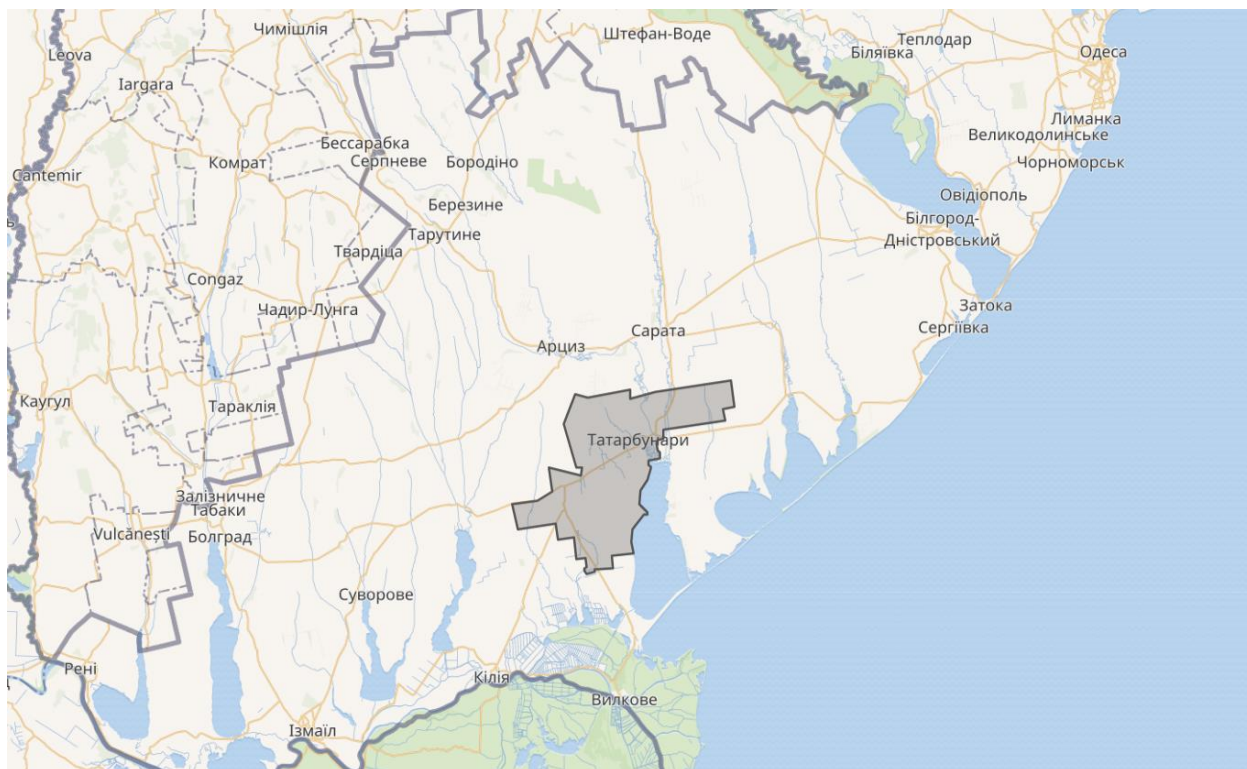 Чимішлія
Штефан-Воде
Теплодар
Біляївка
Одеса
Leova
Iargara
Лиманка
Великодолинське
Бессарабка
Серпневе
Бородіно
Комрат
Чорноморськ
Cantemir
Овідіополь
Березине
Білгород-
Дністровський
Тарутине
Твардіца
Congaz
Чадир-Лунга
Затока
Сергіївка
Сарата
Арциз
Каугул
Тараклія
Татарбунари
Залізничне
Табаки
Vulcănești
Болград
Суворове
Рені
Кілія
Вилкове
Ізмаїл